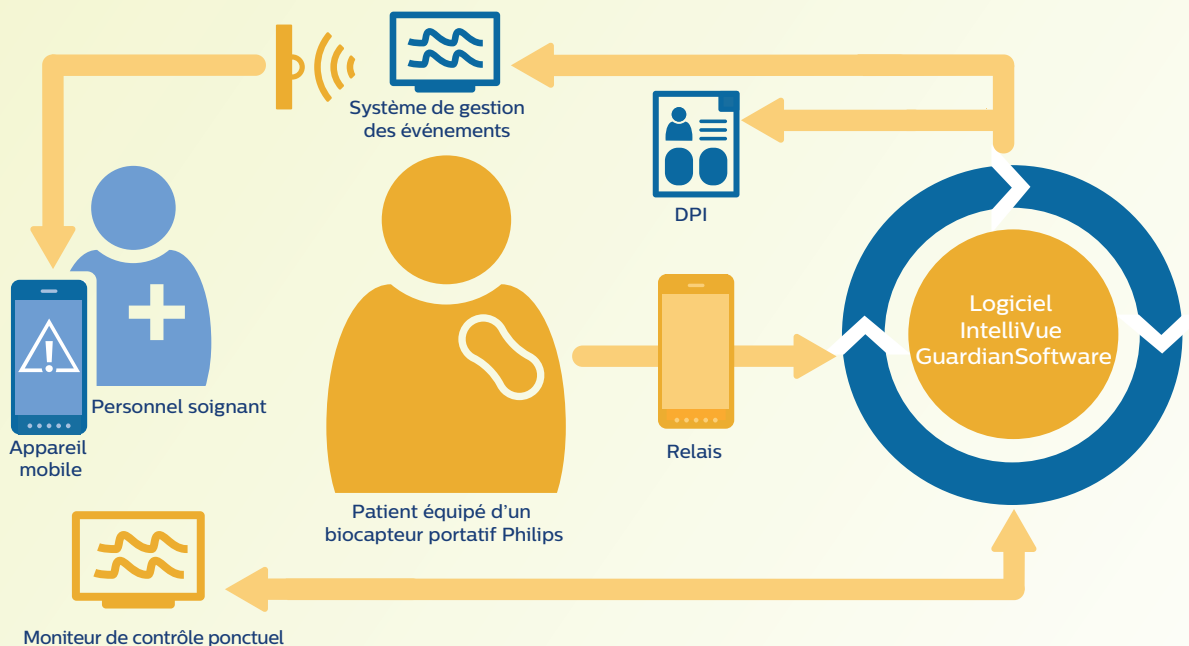 Système de gestion
des événements
DPI
Logiciel
IntelliVue
GuardianSoftware
Personnel soignant
Appareil
mobile
Relais
Patient équipé d'un
biocapteur portatif Philips
Moniteur de contrôle ponctuel